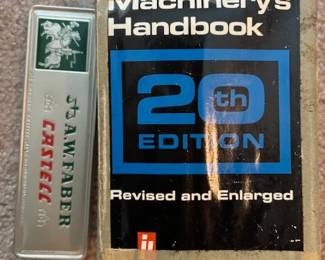 A.W.FABER
CASTELL
Machinery's
Handbook
20th
EDITION
Revised and Enlarged